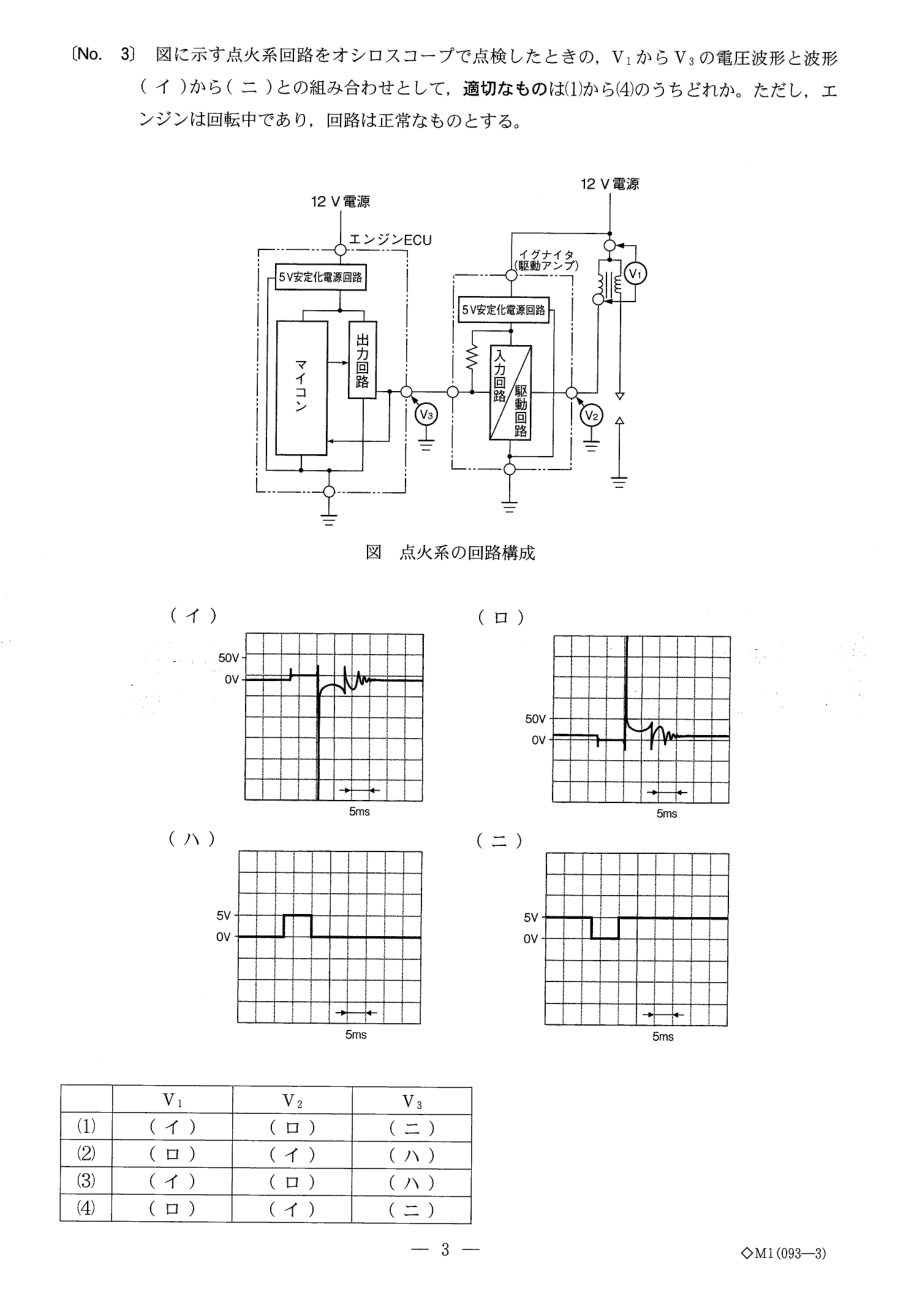 〔No. 3〕 図に示す点火系回路をオシロスコープで点検したときの，V₁からV₃の電圧波形と波形
（イ）から（ニ）との組み合わせとして，適切なものは⑴から⑷のうちどれか。ただし，エ
ンジンは回転中であり，回路は正常なものとする。
12 V 電源
12 V 電源
エンジンECU
イグナイタ
(駆動アンプ)
5V安定化電源回路
5V安定化電源回路
V₁
マイコン
出力回路
入力回路
駆動回路
V₃
V₂
図 点火系の回路構成
（イ）
50V
0V
5ms
（ロ）
50V
0V
5ms
（ハ）
5V
0V
5ms
（ニ）
5V
0V
5ms
V₁ V₂ V₃
⑴ （イ） （ロ） （ニ）
⑵ （ロ） （イ） （ハ）
⑶ （イ） （ロ） （ハ）
⑷ （ロ） （イ） （ニ）
— 3 —
◇M1(093—3)